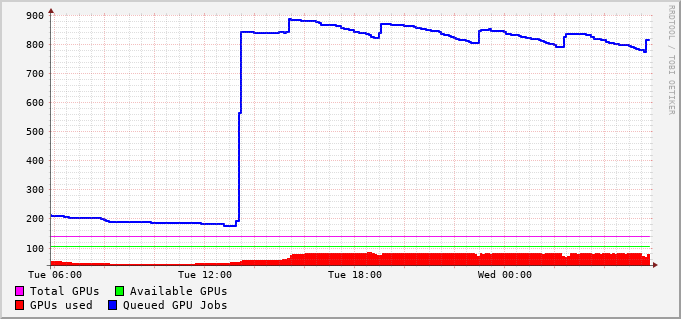 900
800
700
600
500
400
300
200
100
Tue 06:00 Tue 12:00 Tue 18:00 Wed 00:00
Total GPUs Available GPUs
GPUs used Queued GPU Jobs
RRDTOOL / TOBI OETIKER